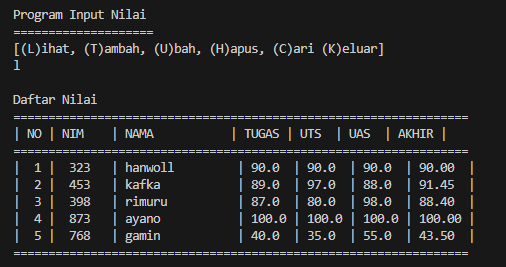 Program Input Nilai
====================
[(L)ihat, (T)ambah, (U)bah, (H)apus, (C)ari (K)eluar]
l
Daftar Nilai
=================================================================
| NO | NIM    | NAMA           | TUGAS | UTS  | UAS  | AKHIR |
=================================================================
|  1 |  323   | hanwoll         | 90.0  | 90.0  | 90.0  | 90.00  |
|  2 |  453   | kafka           | 89.0  | 97.0  | 88.0  | 91.45  |
|  3 |  398   | rimuru          | 87.0  | 80.0  | 98.0  | 88.40  |
|  4 |  873   | ayano           | 100.0 | 100.0 | 100.0 | 100.00 |
|  5 |  768   | gamin           | 40.0  | 35.0  | 55.0  | 43.50  |
=================================================================